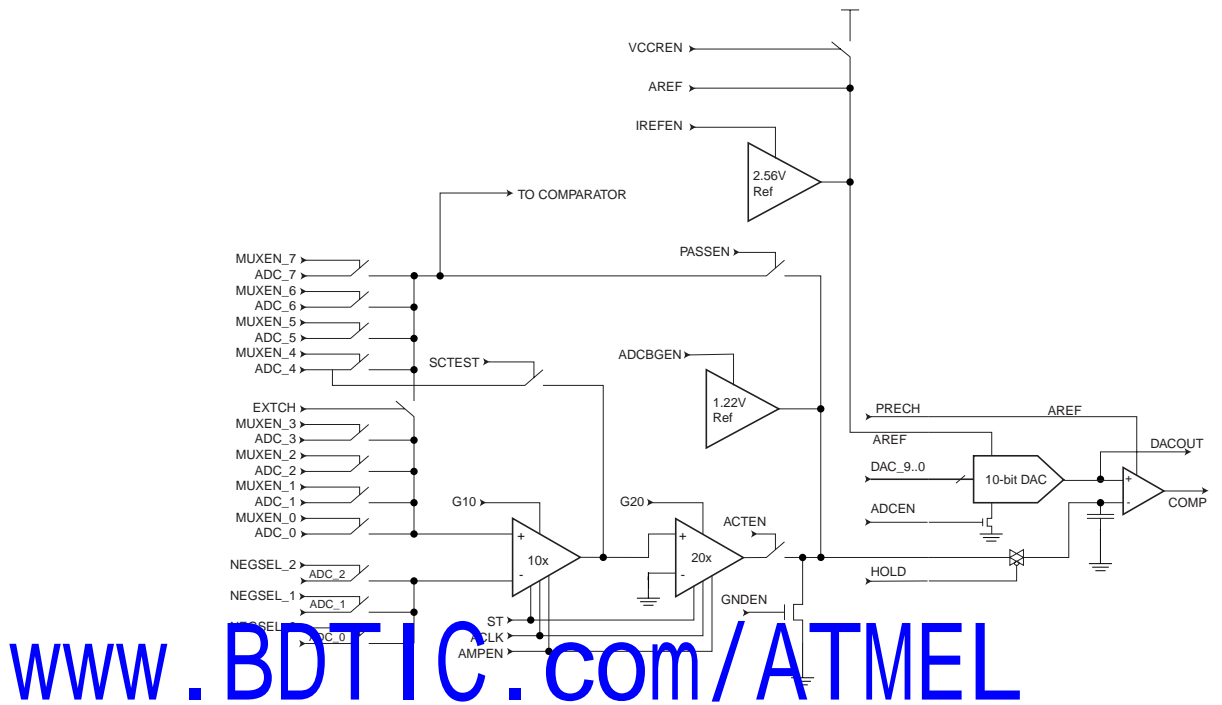 VCCREN
AREF
IREFEN
2.56V
Ref
TO COMPARATOR
PASSEN
MUXEN_7
ADC_7
MUXEN_6
ADC_6
MUXEN_5
ADC_5
MUXEN_4
ADC_4
SCTEST
ADCBGEN
1.22V
Ref
EXTCH
MUXEN_3
ADC_3
MUXEN_2
ADC_2
MUXEN_1
ADC_1
MUXEN_0
ADC_0
PRECH
AREF
AREF
DACOUT
DAC_9..0
10-bit DAC
+
-
COMP
G10
G20
ACTEN
ADCEN
+
10x
-
+
20x
-
HOLD
NEGSEL_2
ADC_2
NEGSEL_1
ADC_1
NEGSEL_0
ADC_0
GNDEN
ST
ACLK
AMPEN
www.BDTIC.com/ATMEL